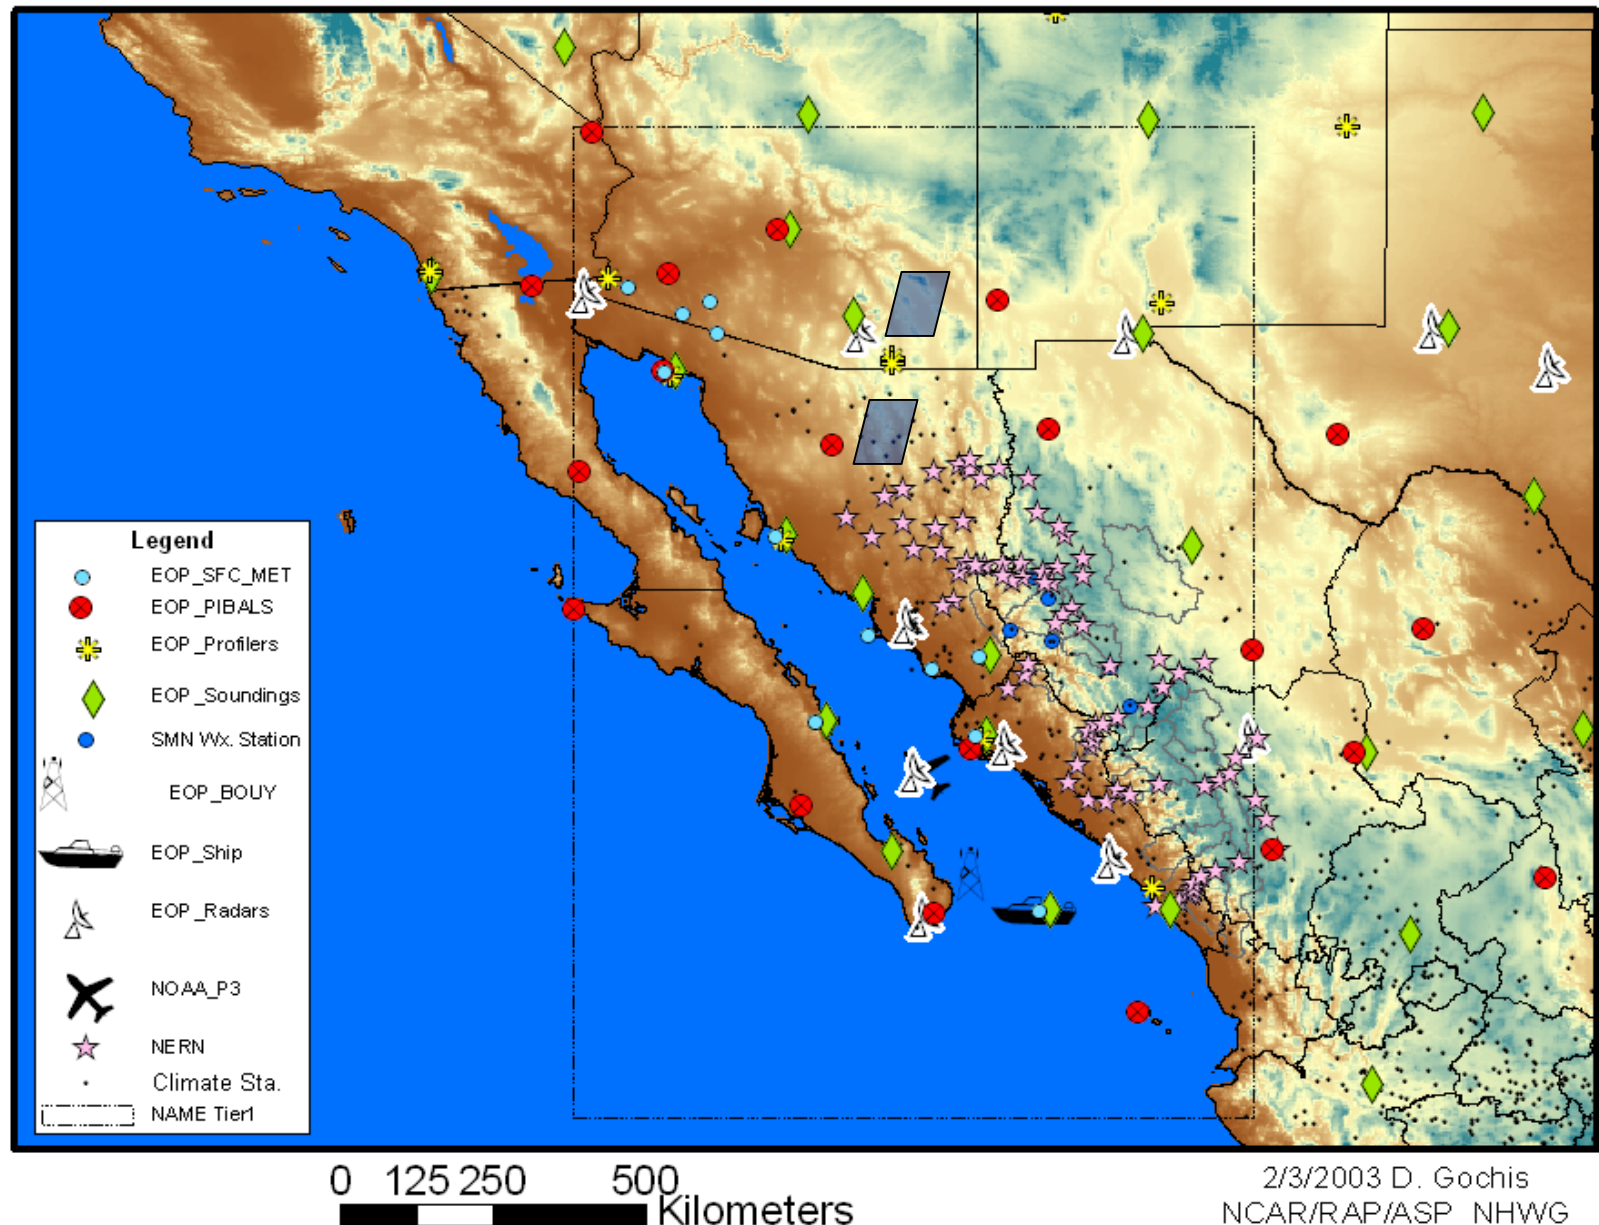 Legend
EOP_SFC_MET
EOP_PIBALS
EOP_Profilers
EOP_Soundings
SMN Wx. Station
EOP_BOUY
EOP_Ship
EOP_Radars
NOAA_P3
NERN
Climate Sta.
NAME Tier1
0 125 250 500
Kilometers
2/3/2003 D. Gochis
NCAR/RAP/ASP NHWG